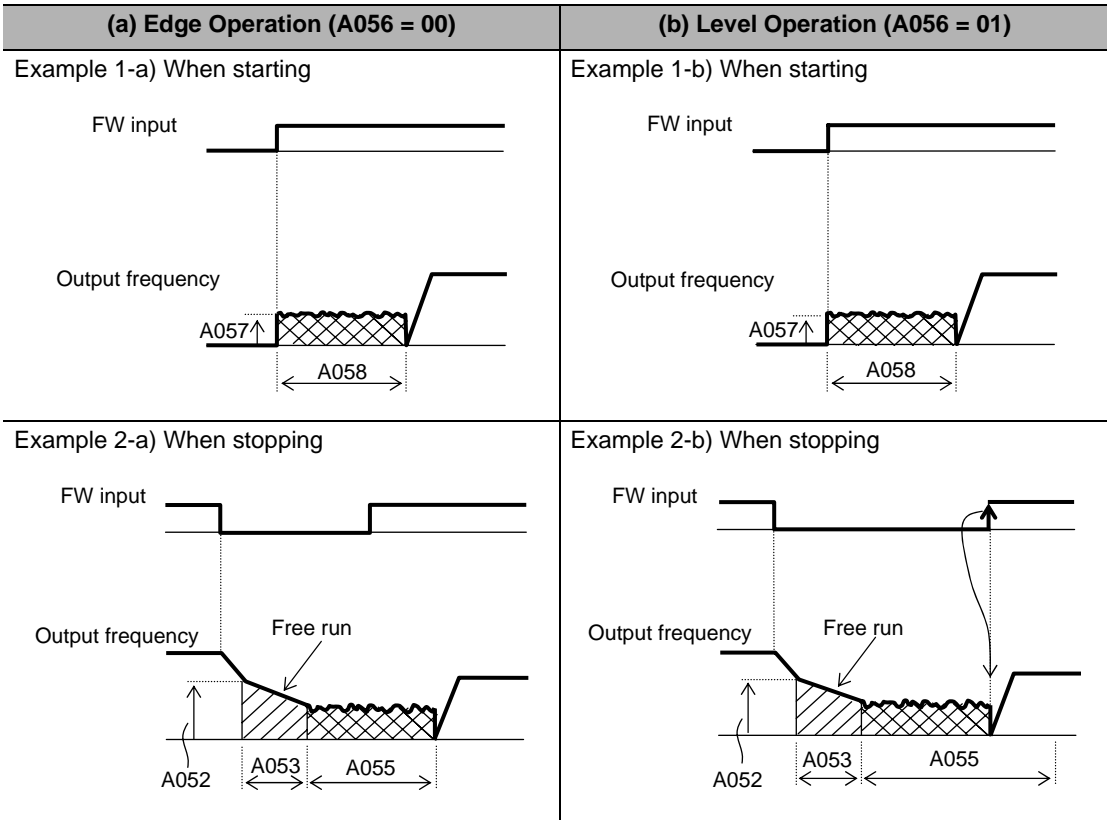 (a) Edge Operation (A056 = 00)
(b) Level Operation (A056 = 01)
Example 1-a) When starting
FW input
Output frequency
A057
A058
Example 1-b) When starting
FW input
Output frequency
A057
A058
Example 2-a) When stopping
FW input
Output frequency
Free run
A052
A053
A055
Example 2-b) When stopping
FW input
Output frequency
Free run
A052
A053
A055